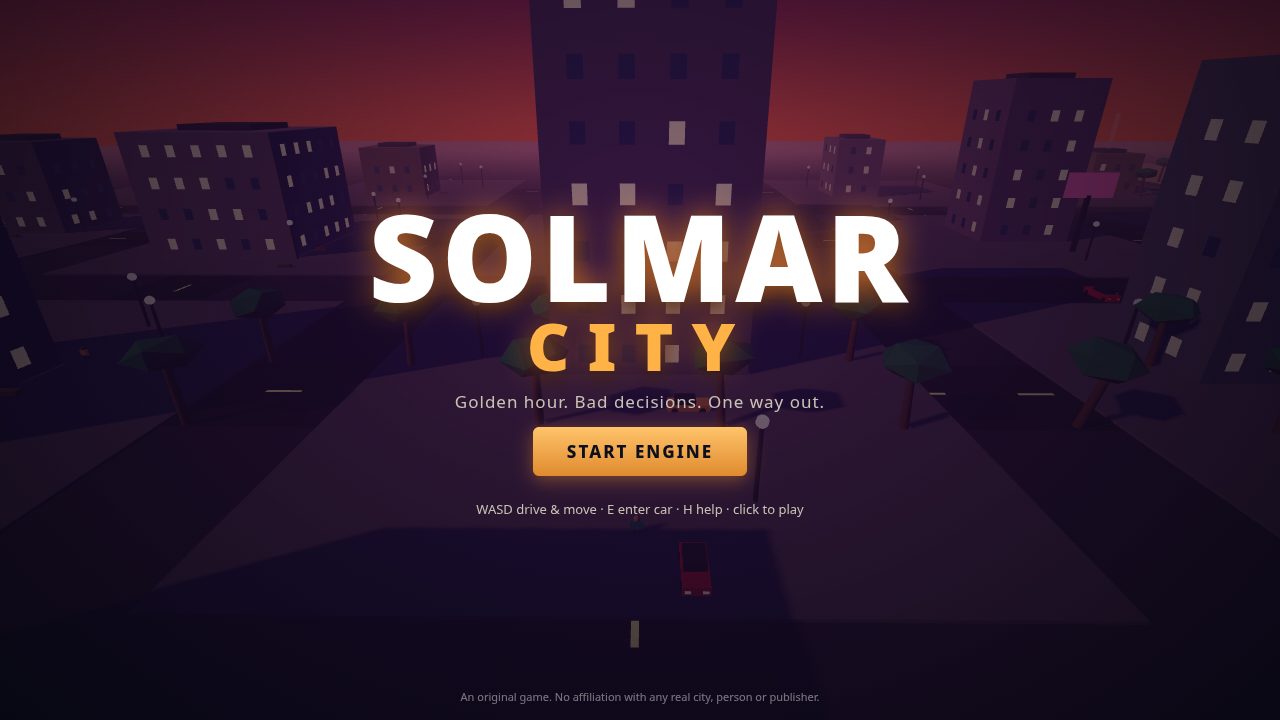 SOLMAR
CITY
Golden hour. Bad decisions. One way out.
START ENGINE
WASD drive & move · E enter car · H help · click to play
An original game. No affiliation with any real city, person or publisher.